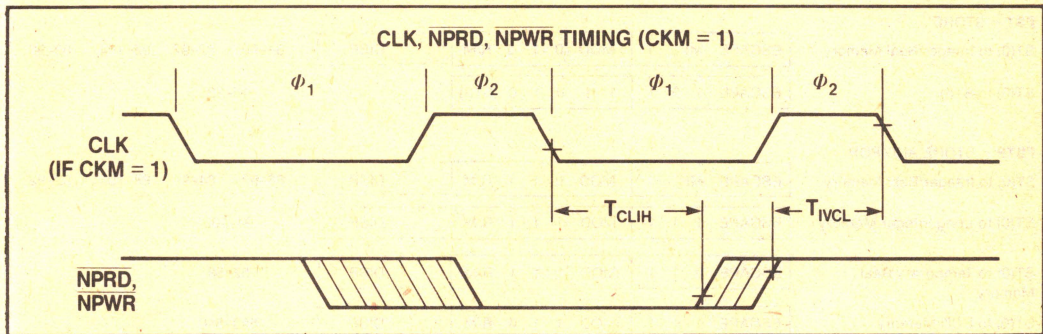 CLK, NPRD, NPWR TIMING (CKM = 1)
ϕ1 ϕ2 ϕ1 ϕ2
CLK
(IF CKM = 1)
TCLIH TIVCL
NPRD,
NPWR